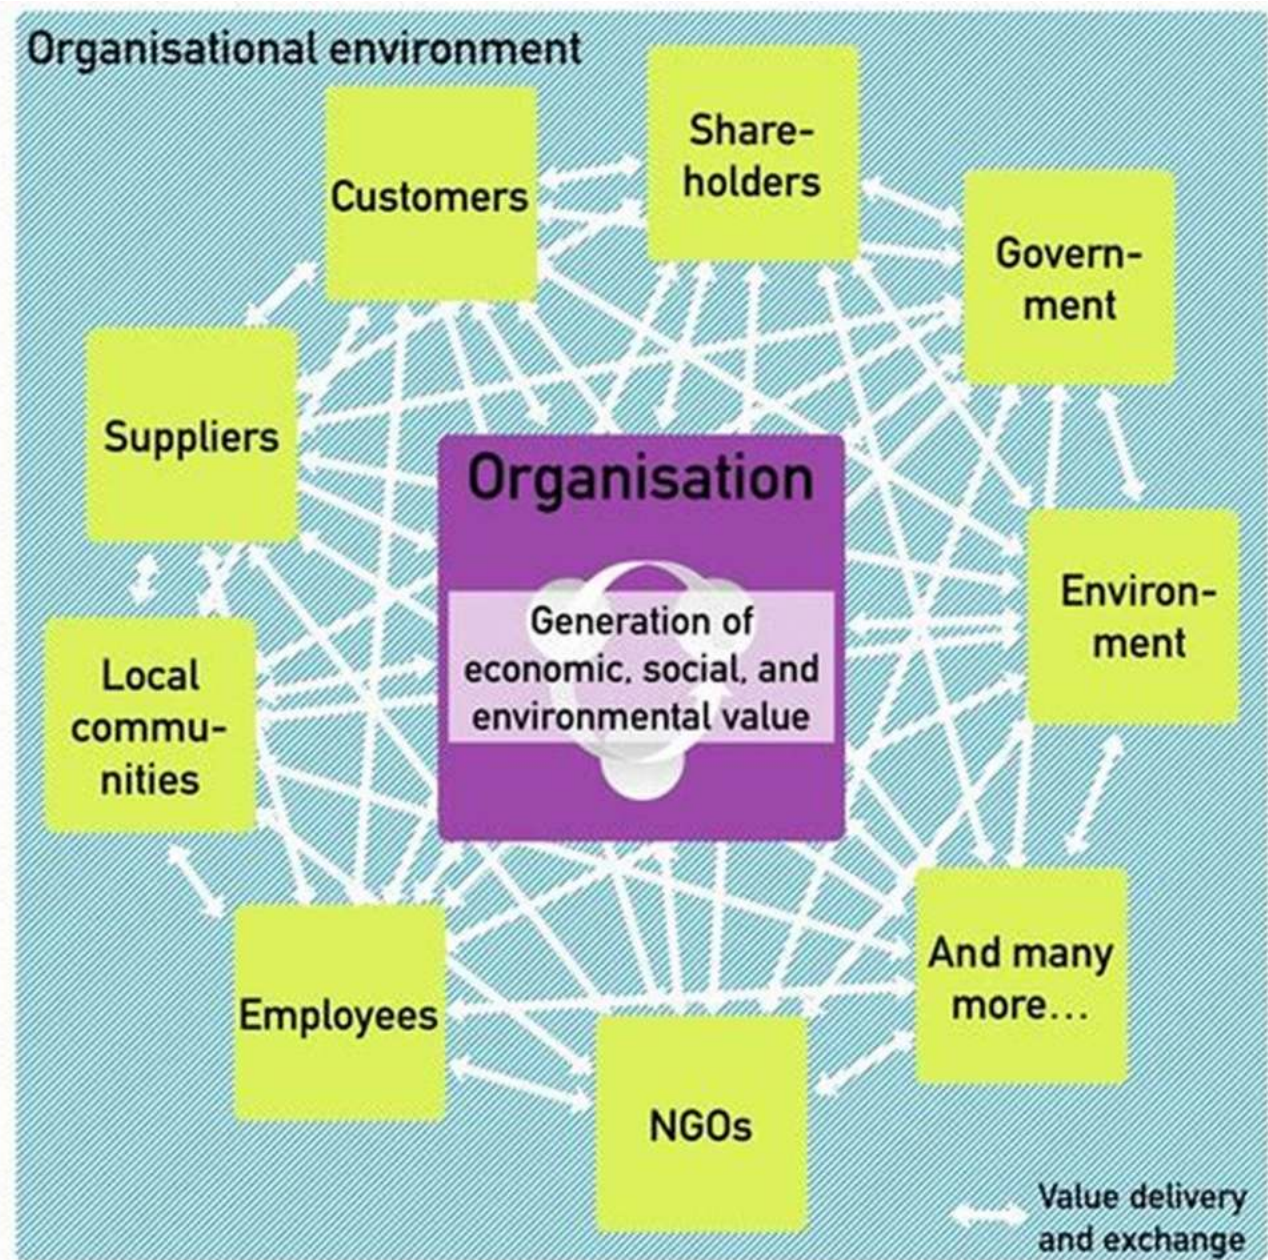 Organisational environment
Share-
holders
Customers
Govern-
ment
Suppliers
Organisation
Generation of
economic, social, and
environmental value
Environ-
ment
Local
commu-
nities
And many
more...
Employees
NGOs
Value delivery
and exchange